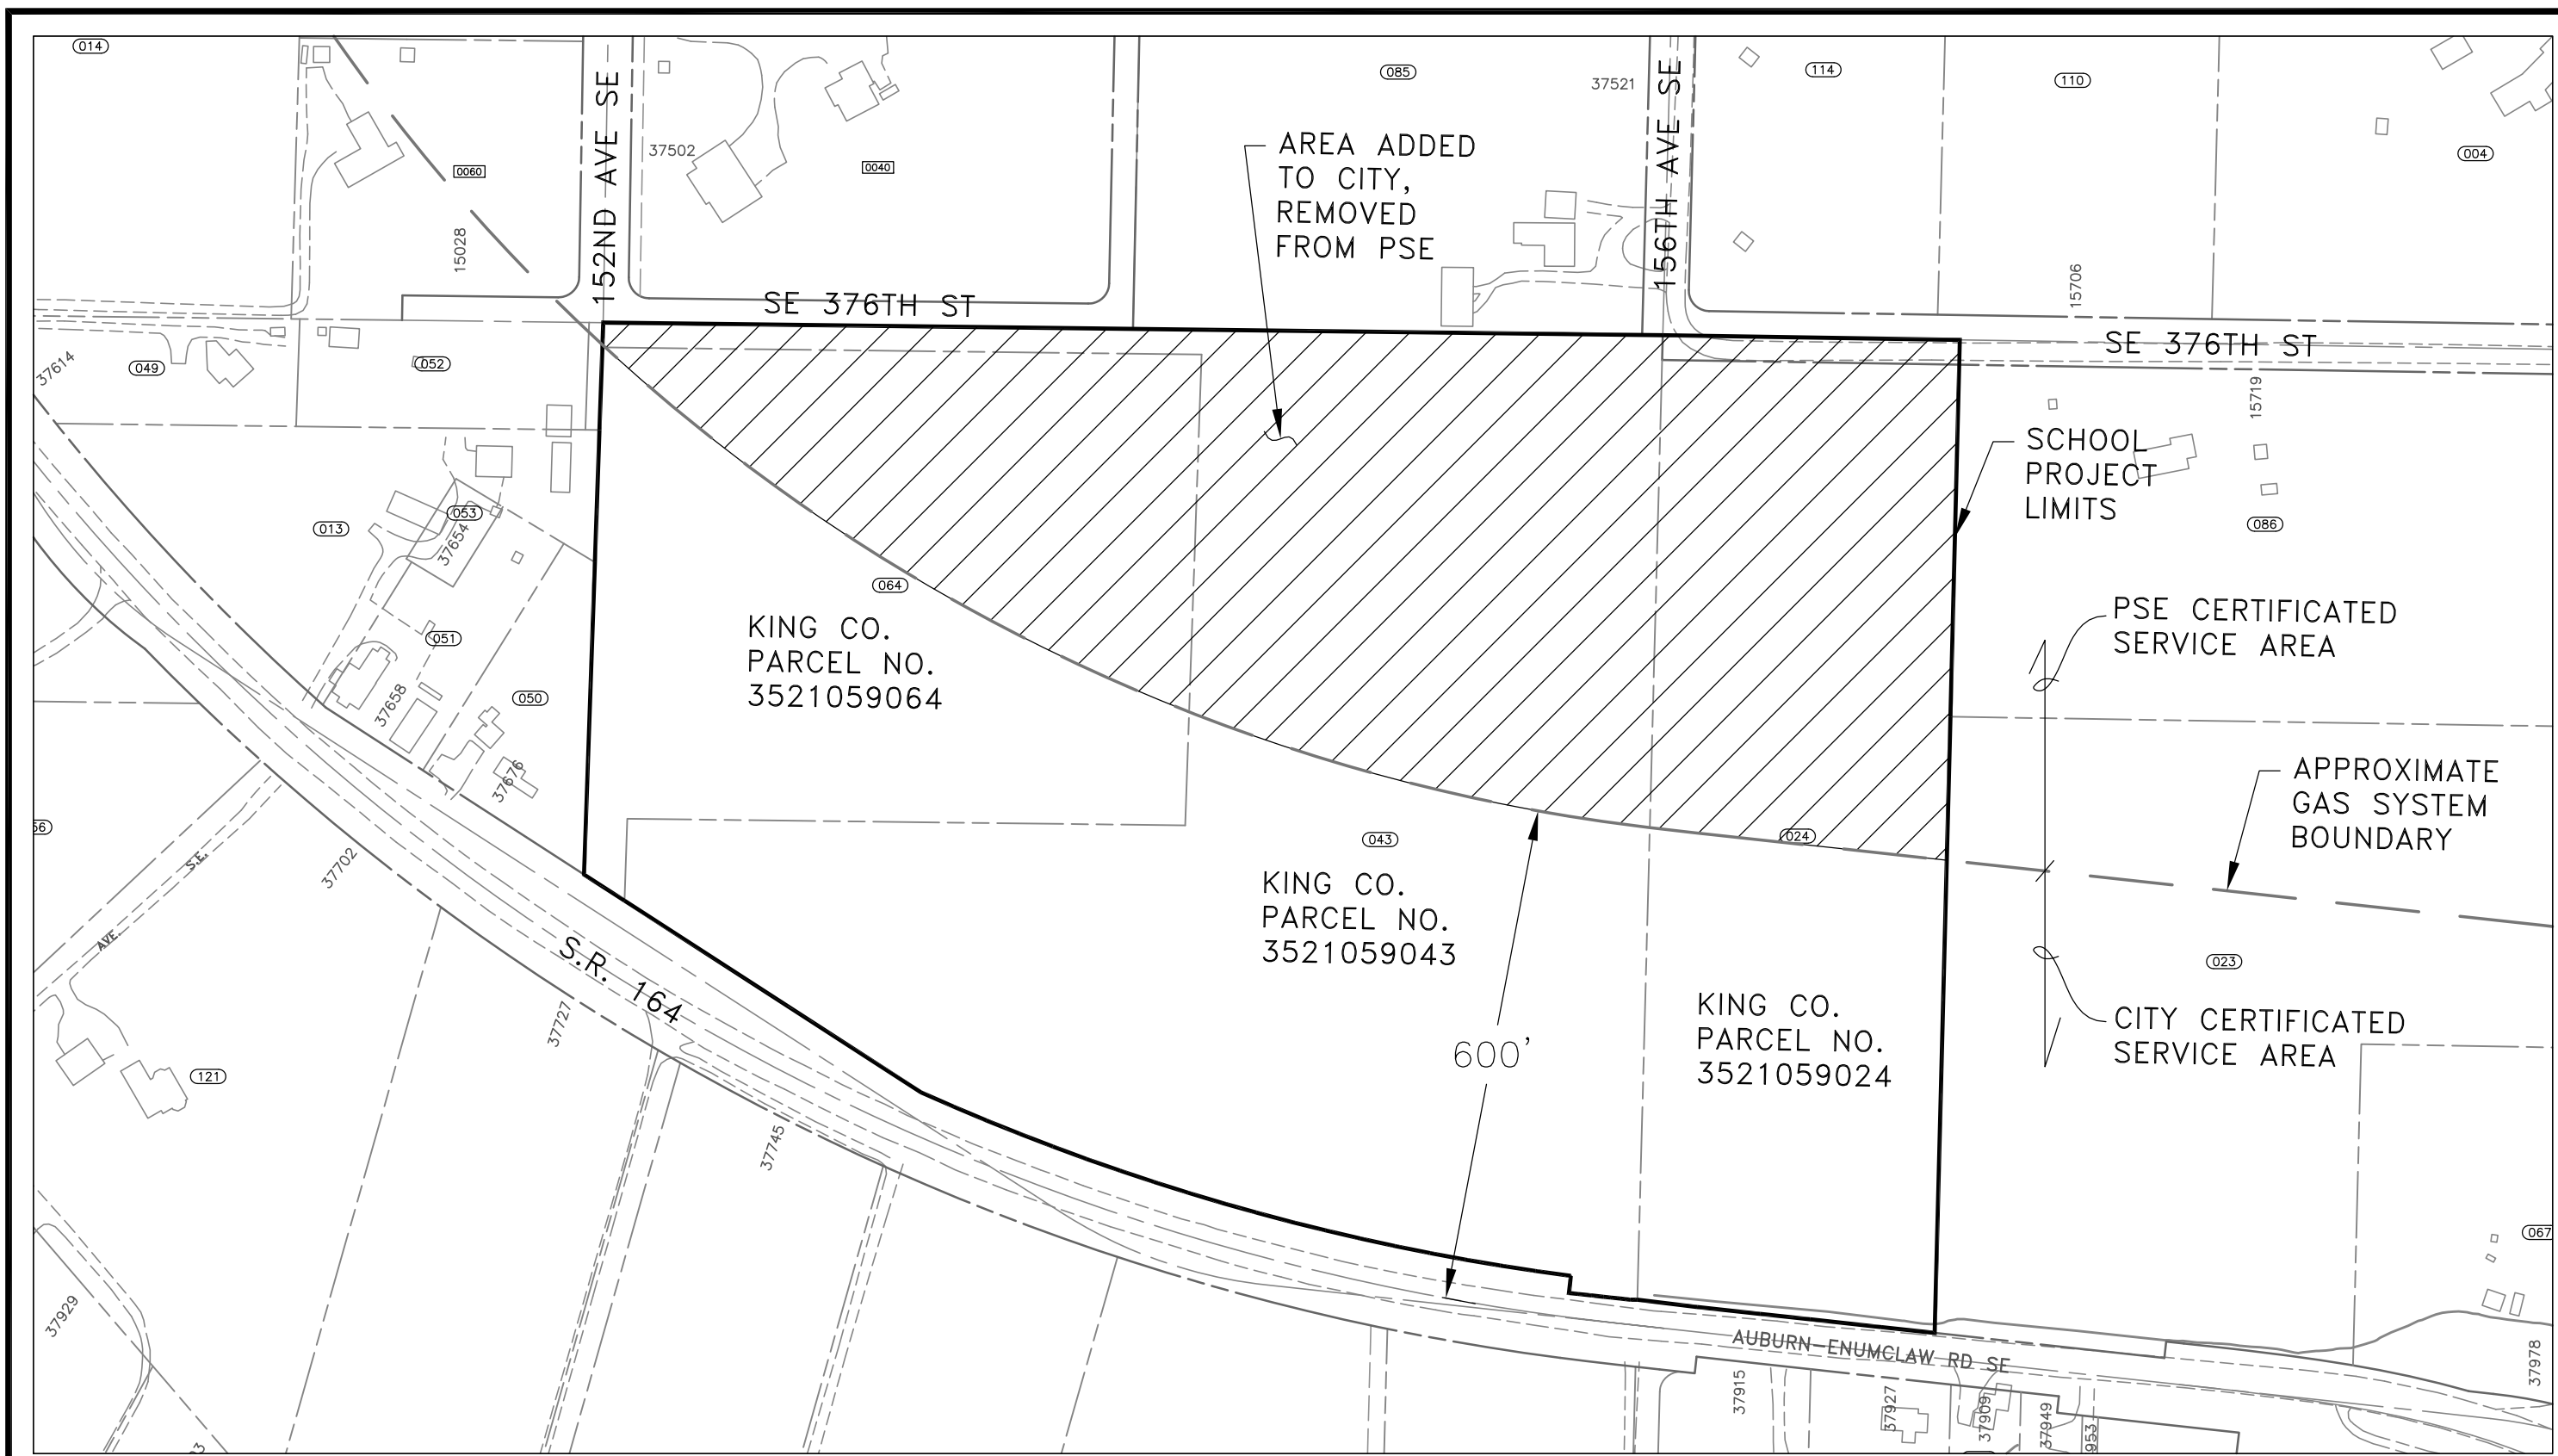 014
085
37521
114
110
004
152ND AVE SE
37502
0060
0040
15028
AREA ADDED
TO CITY,
REMOVED
FROM PSE
156TH AVE SE
15706
SE 376TH ST
SE 376TH ST
37614
049
052
15719
SCHOOL
PROJECT
LIMITS
013
053
37654
086
064
KING CO.
PARCEL NO.
3521059064
PSE CERTIFICATED
SERVICE AREA
051
37658
050
37676
APPROXIMATE
GAS SYSTEM
BOUNDARY
56
S.E.
37702
043
024
KING CO.
PARCEL NO.
3521059043
AVE.
S.R. 164
023
37727
KING CO.
PARCEL NO.
3521059024
CITY CERTIFICATED
SERVICE AREA
600'
121
37745
067
37929
AUBURN-ENUMCLAW RD SE
37915
37927
37909
37949
953
37978